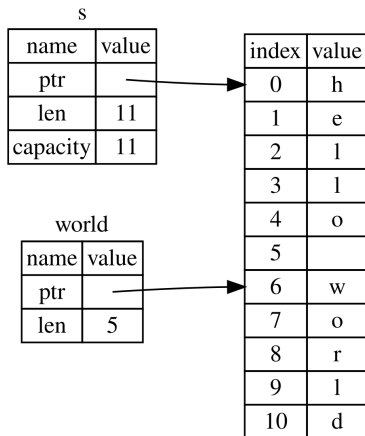 s
name value
ptr
len 11
capacity 11
world
name value
ptr
len 5
index value
0 h
1 e
2 l
3 l
4 o
5
6 w
7 o
8 r
9 l
10 d